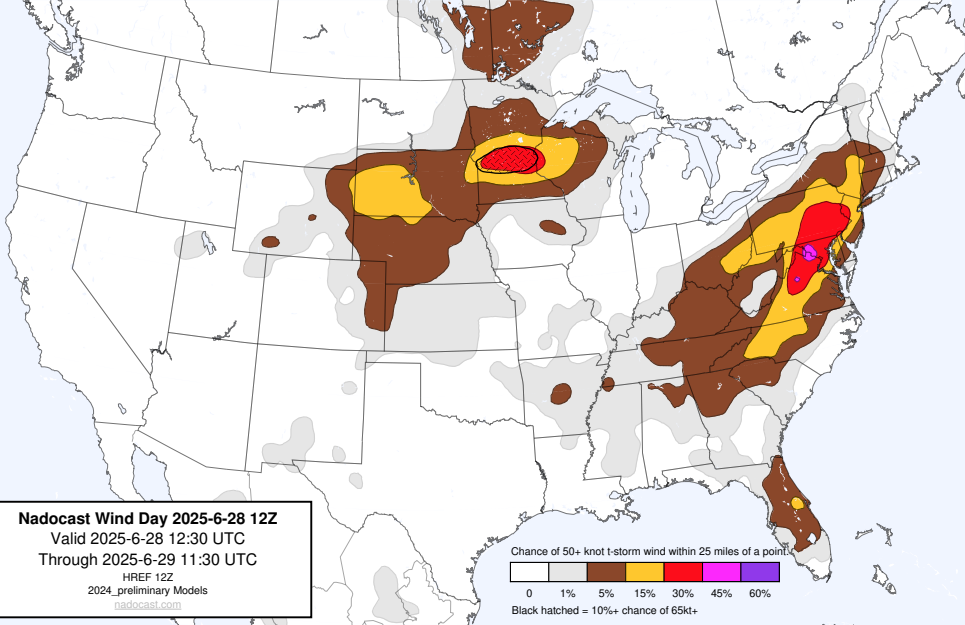 Nadocast Wind Day 2025-6-28 12Z
Valid 2025-6-28 12:30 UTC
Through 2025-6-29 11:30 UTC
HREF 12Z
2024_preliminary Models
nadocast.com
Chance of 50+ knot t-storm wind within 25 miles of a point.
0 1% 5% 15% 30% 45% 60%
Black hatched = 10%+ chance of 65kt+